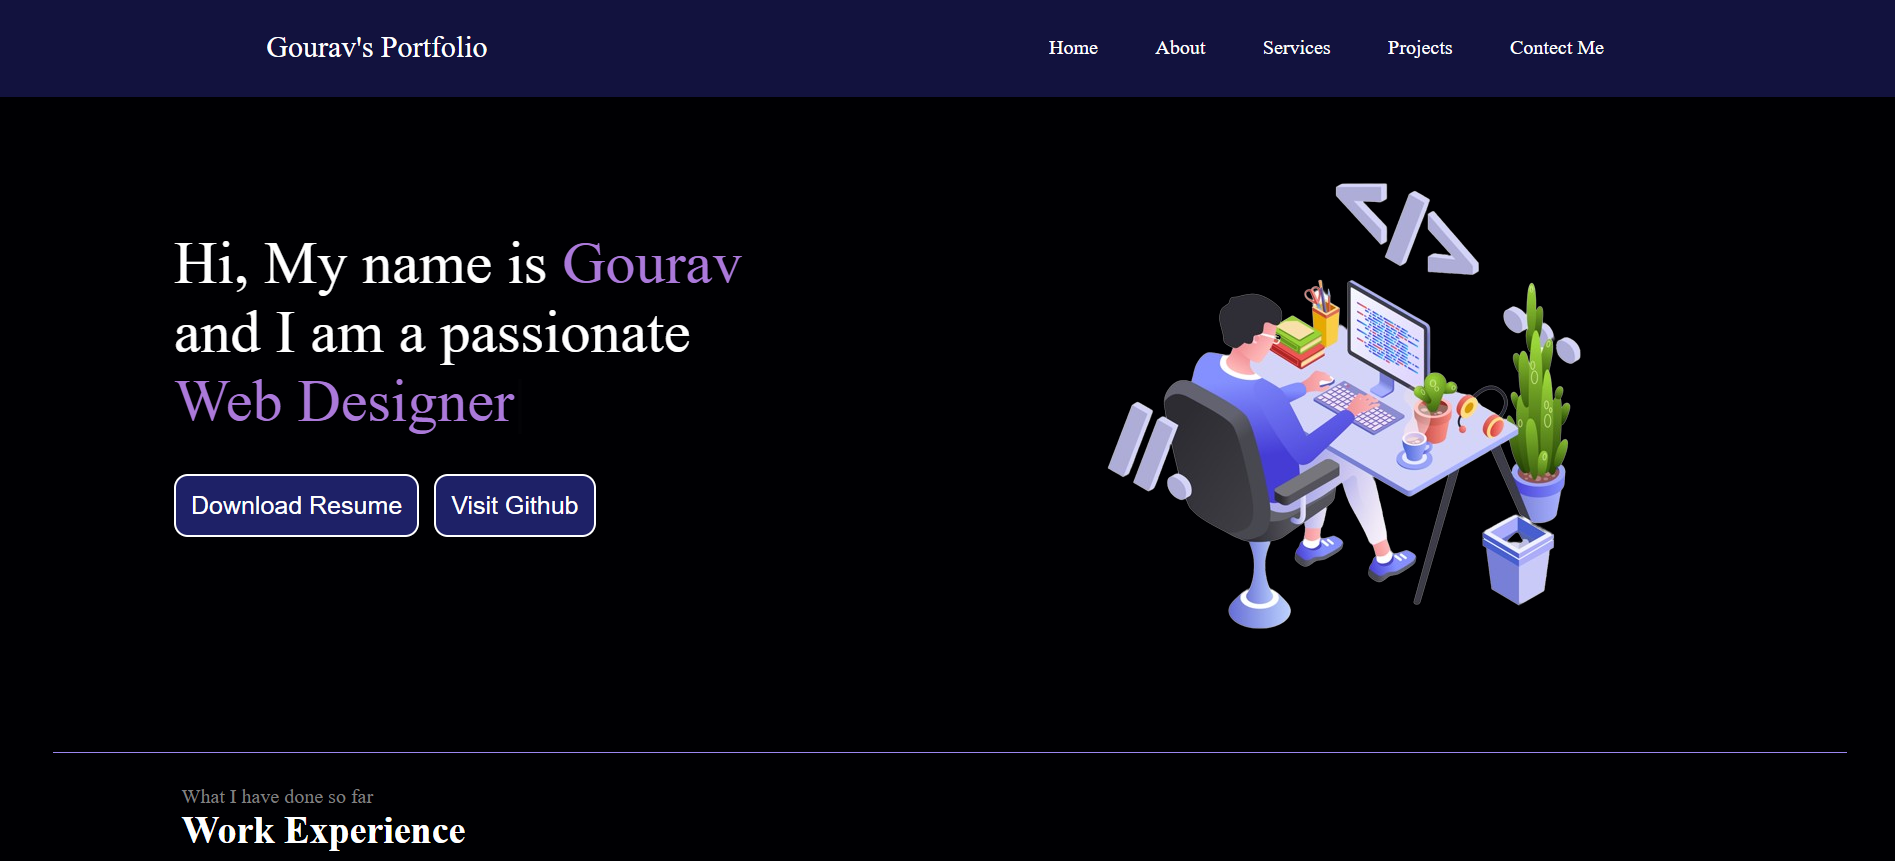 Gourav's Portfolio
Home About Services Projects Contect Me
Hi, My name is Gourav
and I am a passionate
Web Designer
Download Resume Visit Github
What I have done so far
Work Experience